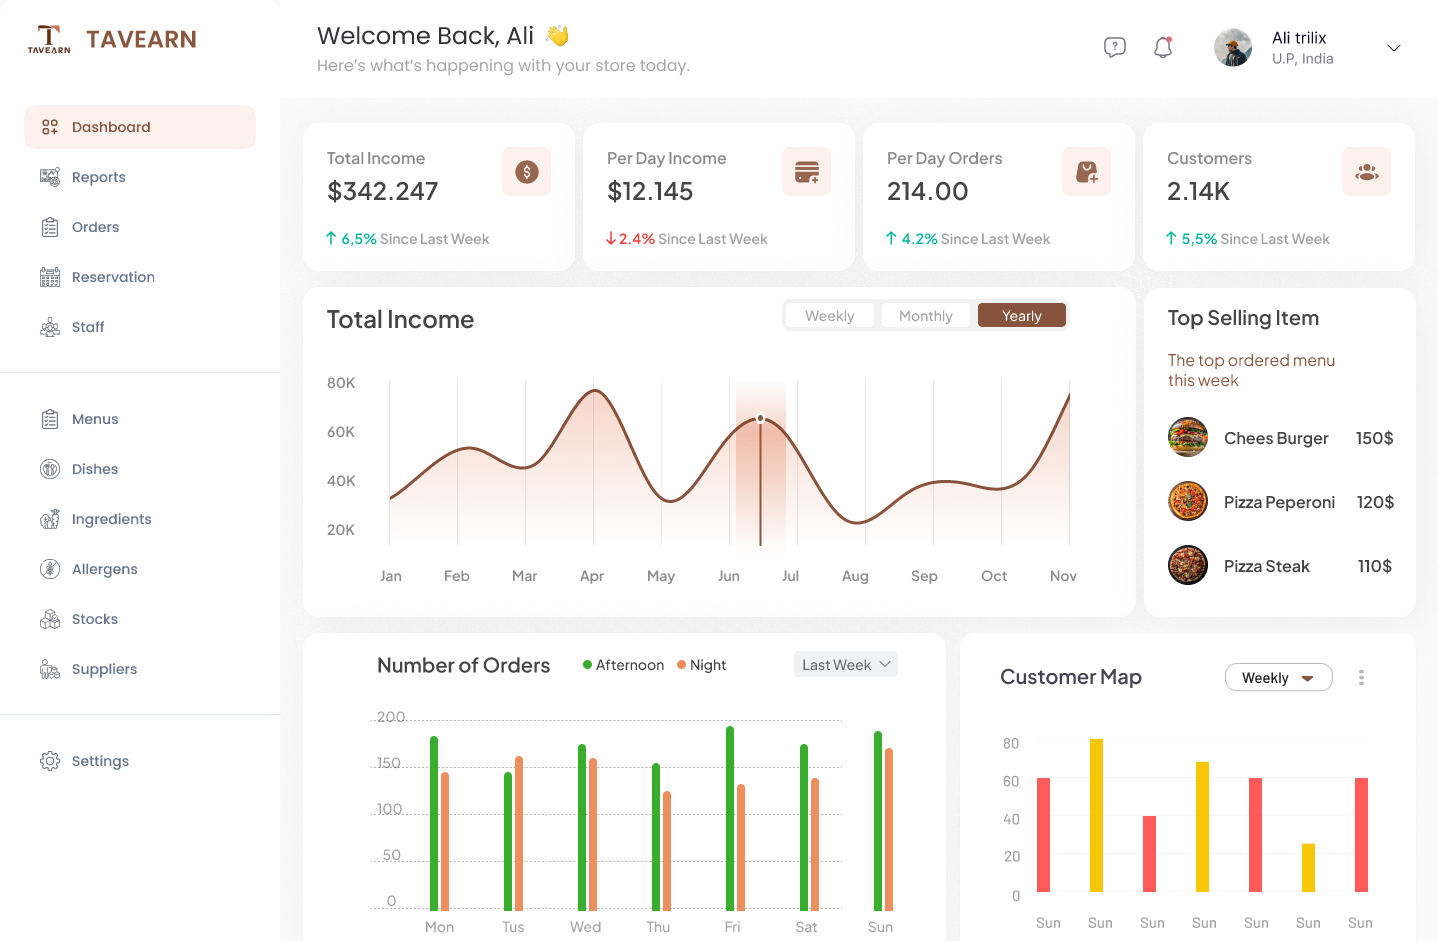 TAVEARN
TAVEARN
Dashboard
Reports
Orders
Reservation
Staff
Menus
Dishes
Ingredients
Allergens
Stocks
Suppliers
Settings
Welcome Back, Ali 👋
Here's what's happening with your store today.
?
Ali trilix
U.P, India
Total Income
$342.247
$
↑ 6,5% Since Last Week
Per Day Income
$12.145
↓ 2.4% Since Last Week
Per Day Orders
214.00
↑ 4.2% Since Last Week
Customers
2.14K
↑ 5,5% Since Last Week
Total Income
Weekly Monthly Yearly
80K
60K
40K
20K
Jan Feb Mar Apr May Jun Jul Aug Sep Oct Nov
Top Selling Item
The top ordered menu
this week
Chees Burger 150$
Pizza Peperoni 120$
Pizza Steak 110$
Number of Orders
Afternoon Night
Last Week
200
150
100
50
0
Mon Tus Wed Thu Fri Sat Sun
Customer Map
Weekly
80
60
40
20
0
Sun Sun Sun Sun Sun Sun Sun